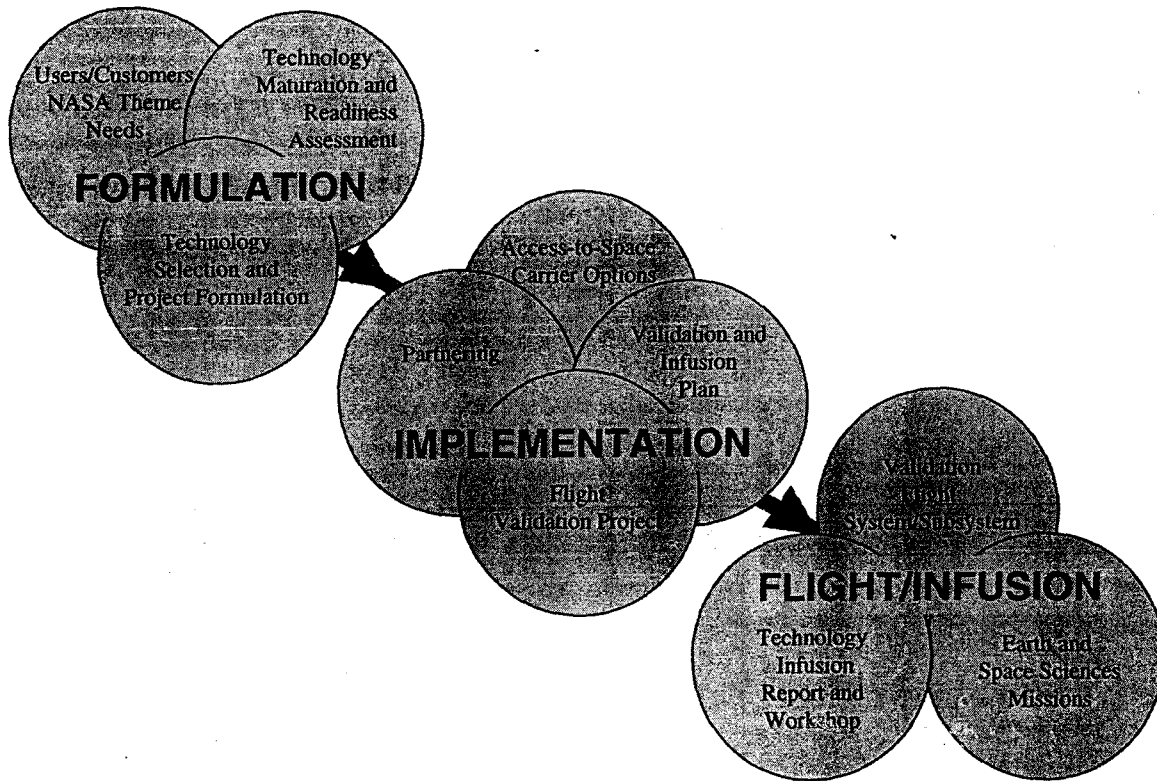 Users/Customers
NASA Theme
Needs
Technology
Maturation and
Readiness
Assessment
FORMULATION
Technology
Selection and
Project Formulation
Access-to-Space
Carrier Options
Partnering
Validation and
Infusion
Plan
IMPLEMENTATION
Flight
Validation Project
Validation
Flight
System/Subsystem
FLIGHT/INFUSION
Technology
Infusion
Report and
Workshop
Earth and
Space Sciences
Missions